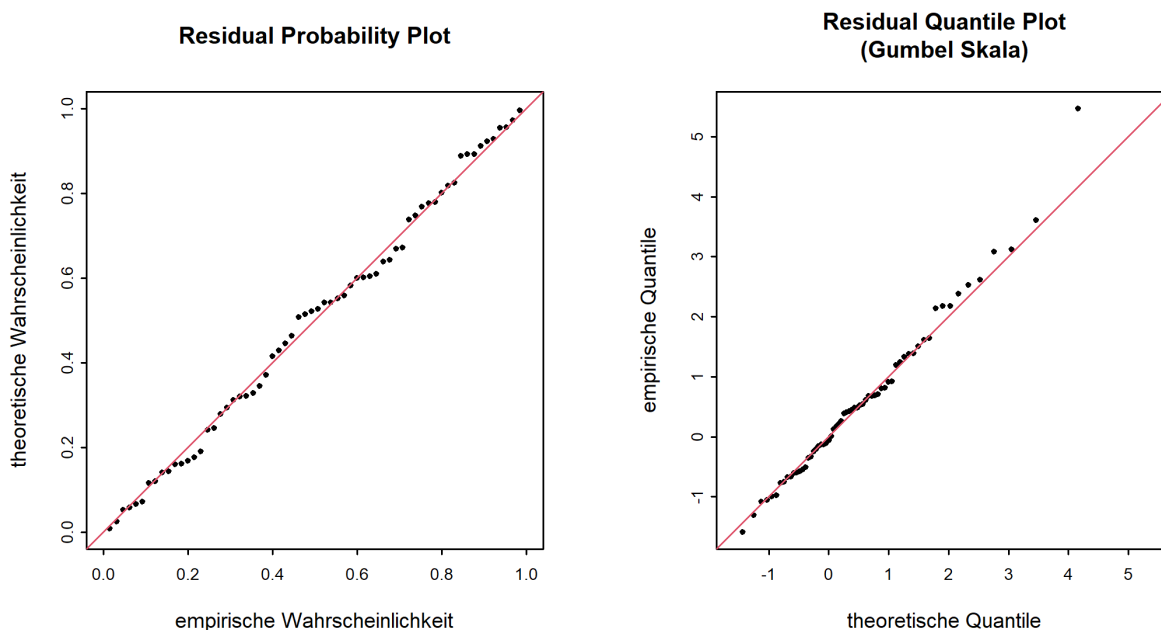 Residual Probability Plot
theoretische Wahrscheinlichkeit
1.0
0.8
0.6
0.4
0.2
0.0
0.0 0.2 0.4 0.6 0.8 1.0
empirische Wahrscheinlichkeit
Residual Quantile Plot
(Gumbel Skala)
empirische Quantile
5
4
3
2
1
0
-1
-1 0 1 2 3 4 5
theoretische Quantile